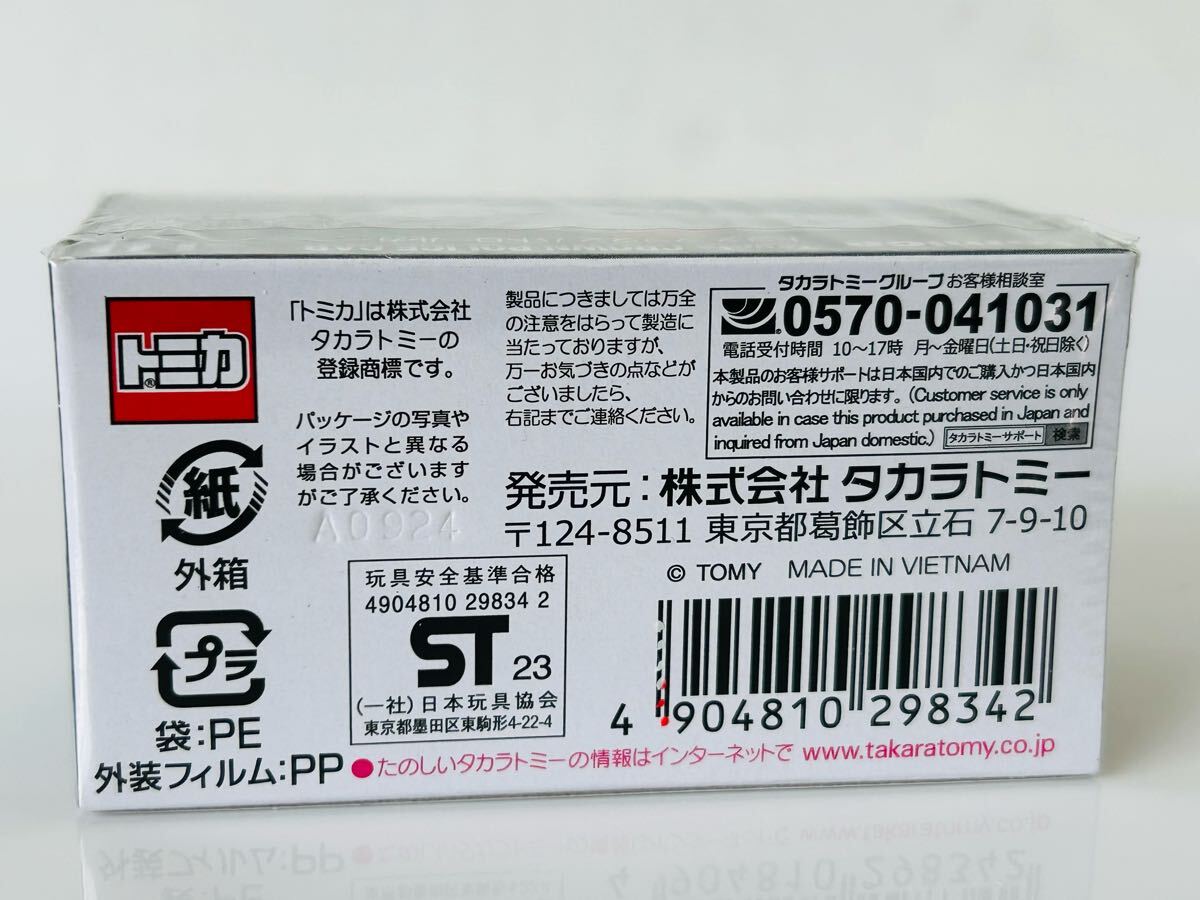 トミカ®
「トミカ」は株式会社
タカラトミーの
登録商標です。
パッケージの写真や
イラストと異なる
場合がございます
がご了承ください。
A0924
紙
外箱
プラ
袋:PE
外装フィルム:PP
製品につきましては万全
の注意をはらって製造に
当たっておりますが、
万一お気づきの点などが
ございましたら、
右記までご連絡ください。
タカラトミーグループお客様相談室
0570-041031
電話受付時間 10〜17時 月〜金曜日(土日・祝日除く)
本製品のお客様サポートは日本国内でのご購入かつ日本国内
からのお問い合わせに限ります。(Customer service is only
available in case this product purchased in Japan and
inquired from Japan domestic.) タカラトミーサポート 検索
発売元:株式会社 タカラトミー
〒124-8511 東京都葛飾区立石 7-9-10
© TOMY MADE IN VIETNAM
玩具安全基準合格
4904810 29834 2
ST 23
(一社)日本玩具協会
東京都墨田区東駒形4-22-4
4 904810 298342
●たのしいタカラトミーの情報はインターネットで www.takaratomy.co.jp